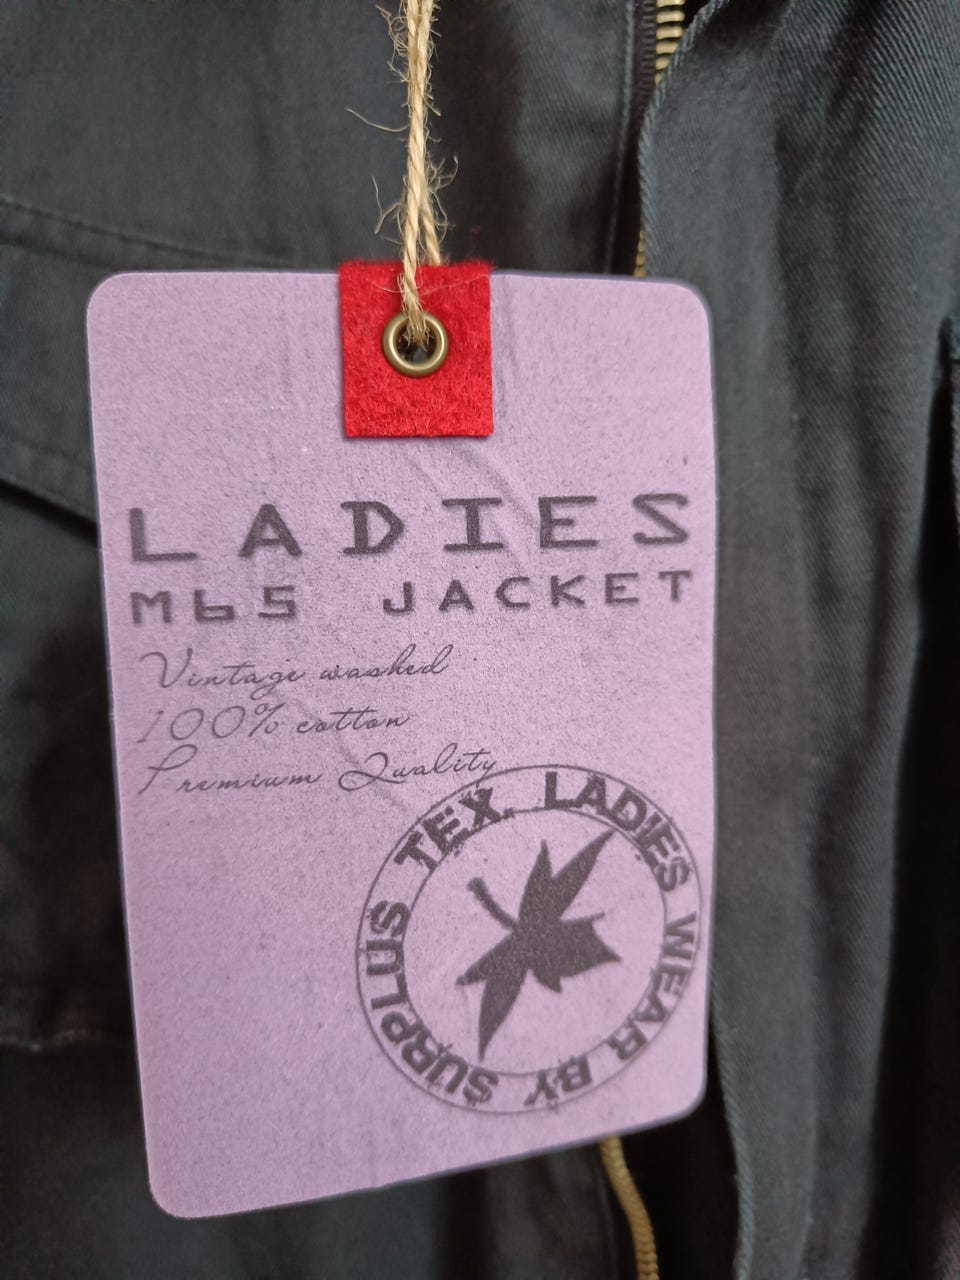 LADIES
M65 JACKET
Vintage washed
100% cotton
Premium Quality
LADIES WEAR BY SURPLUS TEX.